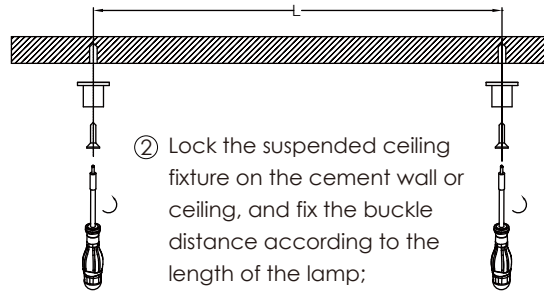 L
② Lock the suspended ceiling
fixture on the cement wall or
ceiling, and fix the buckle
distance according to the
length of the lamp;